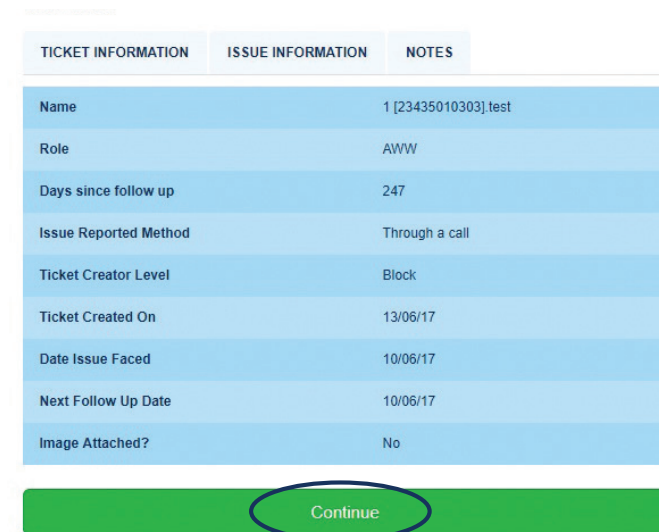 TICKET INFORMATION ISSUE INFORMATION NOTES
Name 1 [23435010303].test
Role AWW
Days since follow up 247
Issue Reported Method Through a call
Ticket Creator Level Block
Ticket Created On 13/06/17
Date Issue Faced 10/06/17
Next Follow Up Date 10/06/17
Image Attached? No
Continue